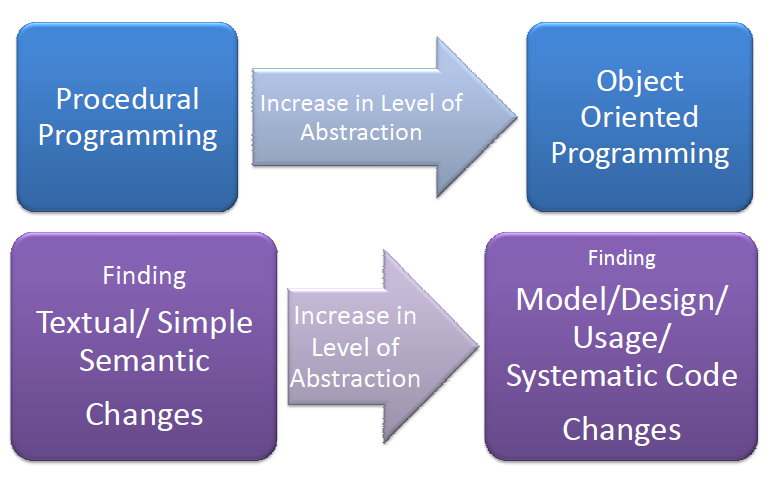 Procedural
Programming
Increase in Level of
Abstraction
Object
Oriented
Programming
Finding
Textual/ Simple
Semantic
Changes
Increase in
Level of
Abstraction
Finding
Model/Design/
Usage/
Systematic Code
Changes